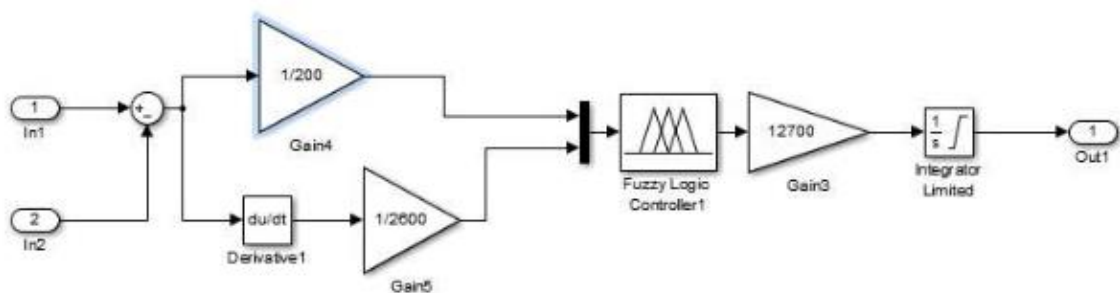 1
In1
2
In2
+
−
1/200
Gain4
du/dt
Derivative1
1/2600
Gain5
Fuzzy Logic
Controller1
12700
Gain3
1
s
Integrator
Limited
1
Out1